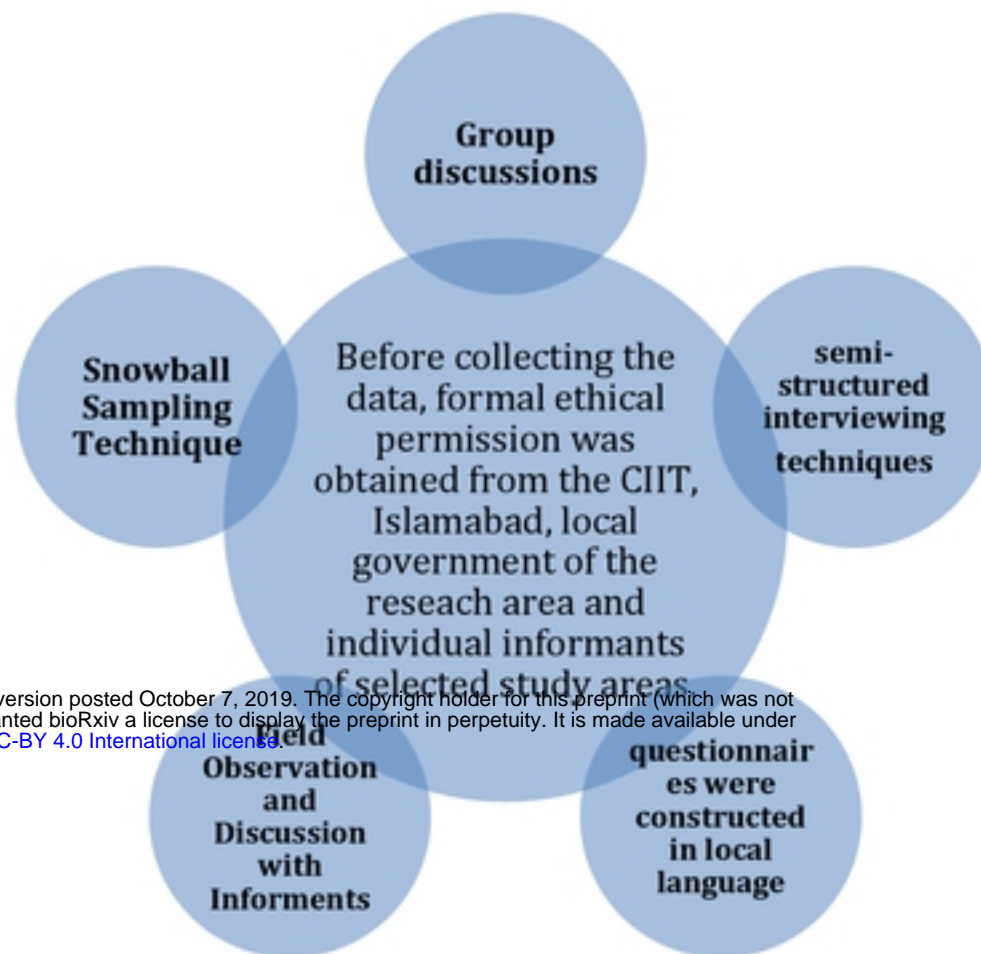 Group
discussions
Snowball
Sampling
Technique
Before collecting the
data, formal ethical
permission was
obtained from the CIIT,
Islamabad, local
government of the
reseach area and
individual informants
of selected study areas
semi-
structured
interviewing
techniques
version posted October 7, 2019. The copyright holder for this preprint (which was not
anted bioRxiv a license to display the preprint in perpetuity. It is made available under
C-BY 4.0 International license.
Field
Observation
and
Discussion
with
Informents
questionnair
es were
constructed
in local
language